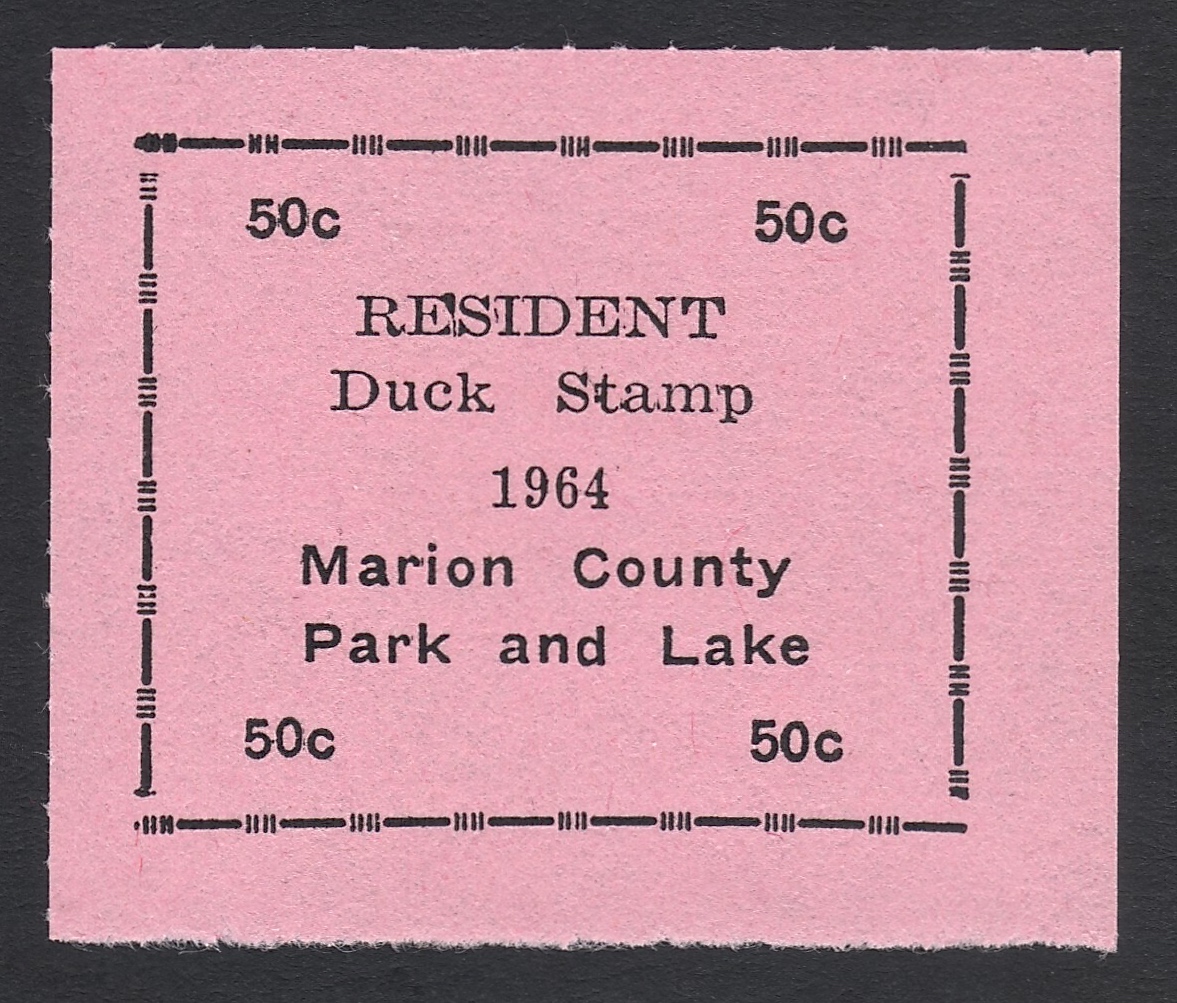 50c 50c
RESIDENT
Duck Stamp
1964
Marion County
Park and Lake
50c 50c